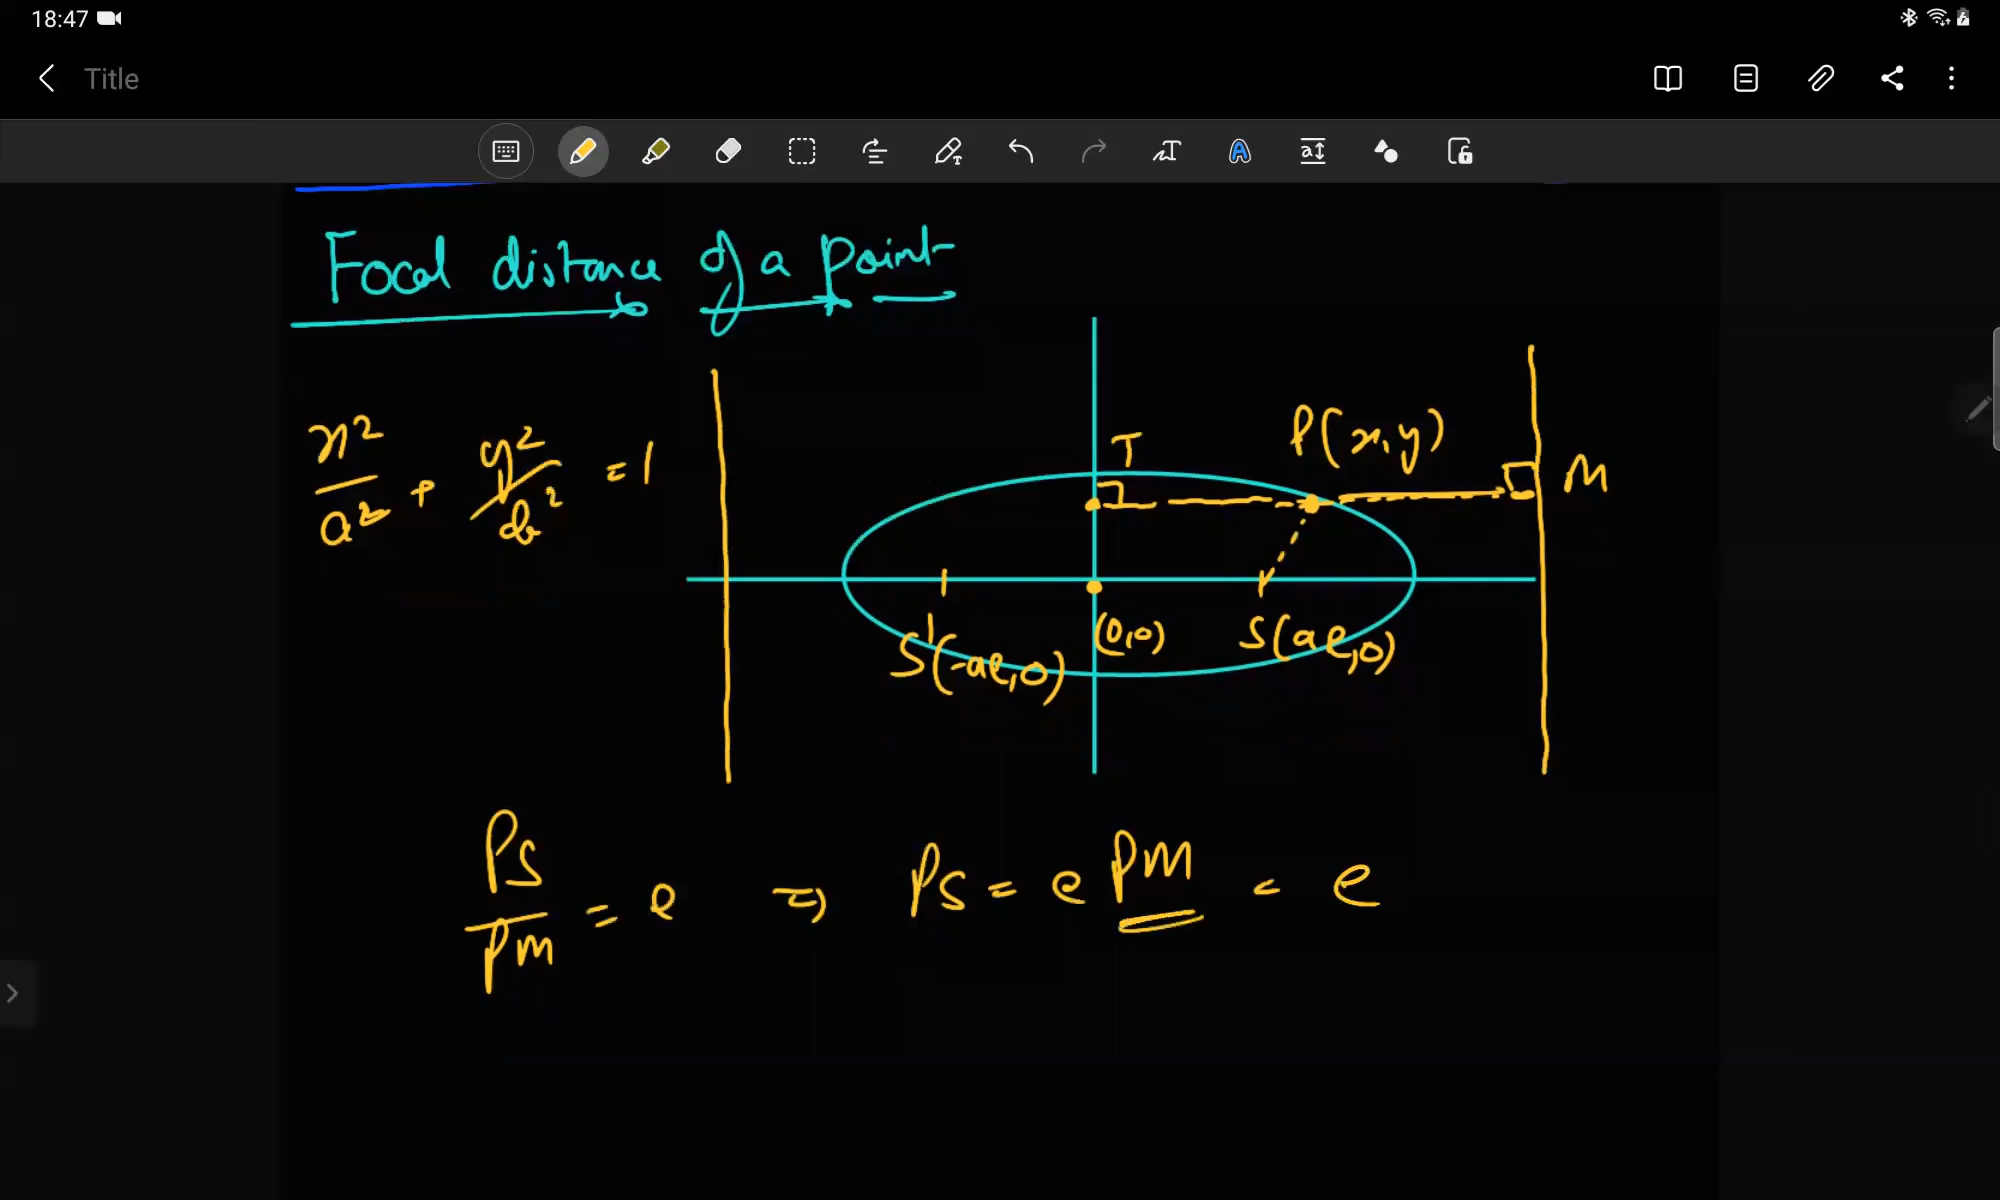 18:47
Title
Focal distance of a point
x²/a² + y²/b² = 1
T
P(x,y)
M
S'(-ae,0)
(0,0)
S(ae,0)
PS/PM = e ⇒ PS = e PM = e